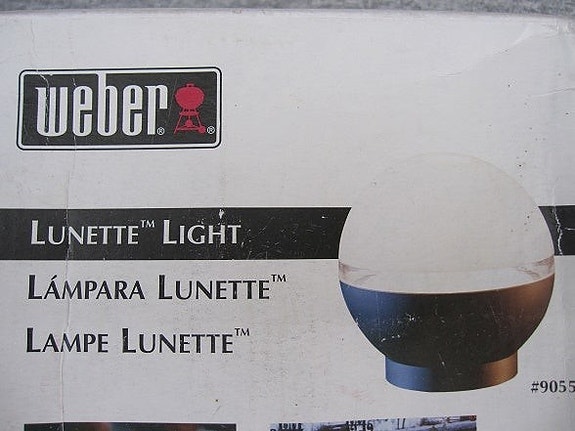 weber®
LUNETTE™ LIGHT
LÁMPARA LUNETTE™
LAMPE LUNETTE™
#9055